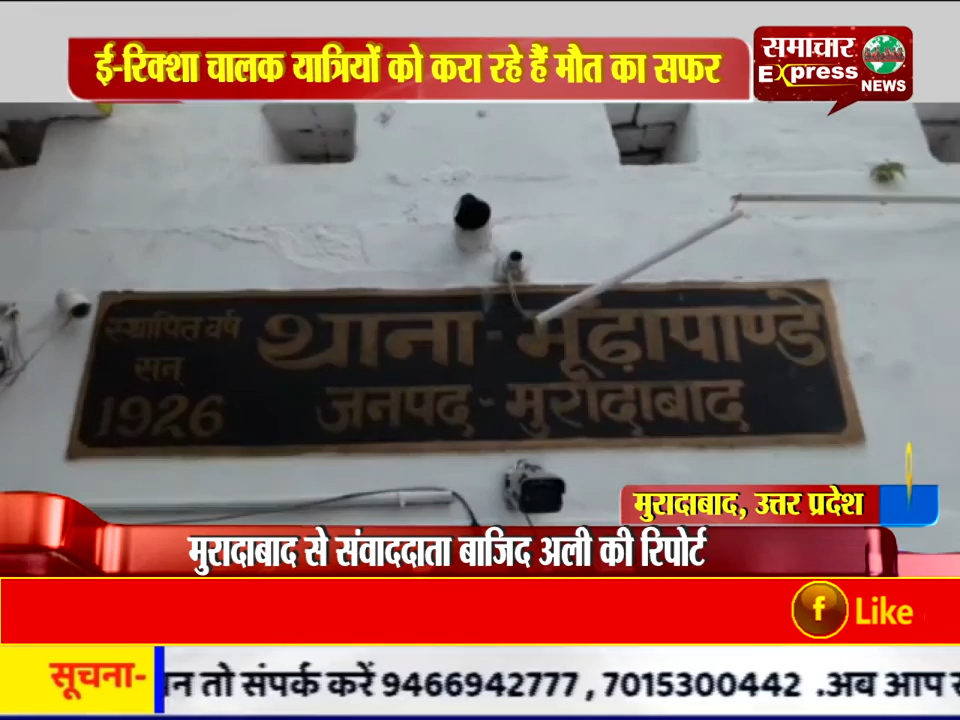 ई-रिक्शा चालक यात्रियों को करा रहे हैं मौत का सफर
समाचार
Express
NEWS
स्थापित वर्ष
सन्
1926
थाना - मूंढ़ापाण्डे
जनपद - मुरादाबाद
मुरादाबाद, उत्तर प्रदेश
मुरादाबाद से संवाददाता बाजिद अली की रिपोर्ट
f Like
सूचना- न तो संपर्क करें 9466942777 , 7015300442 .अब आप